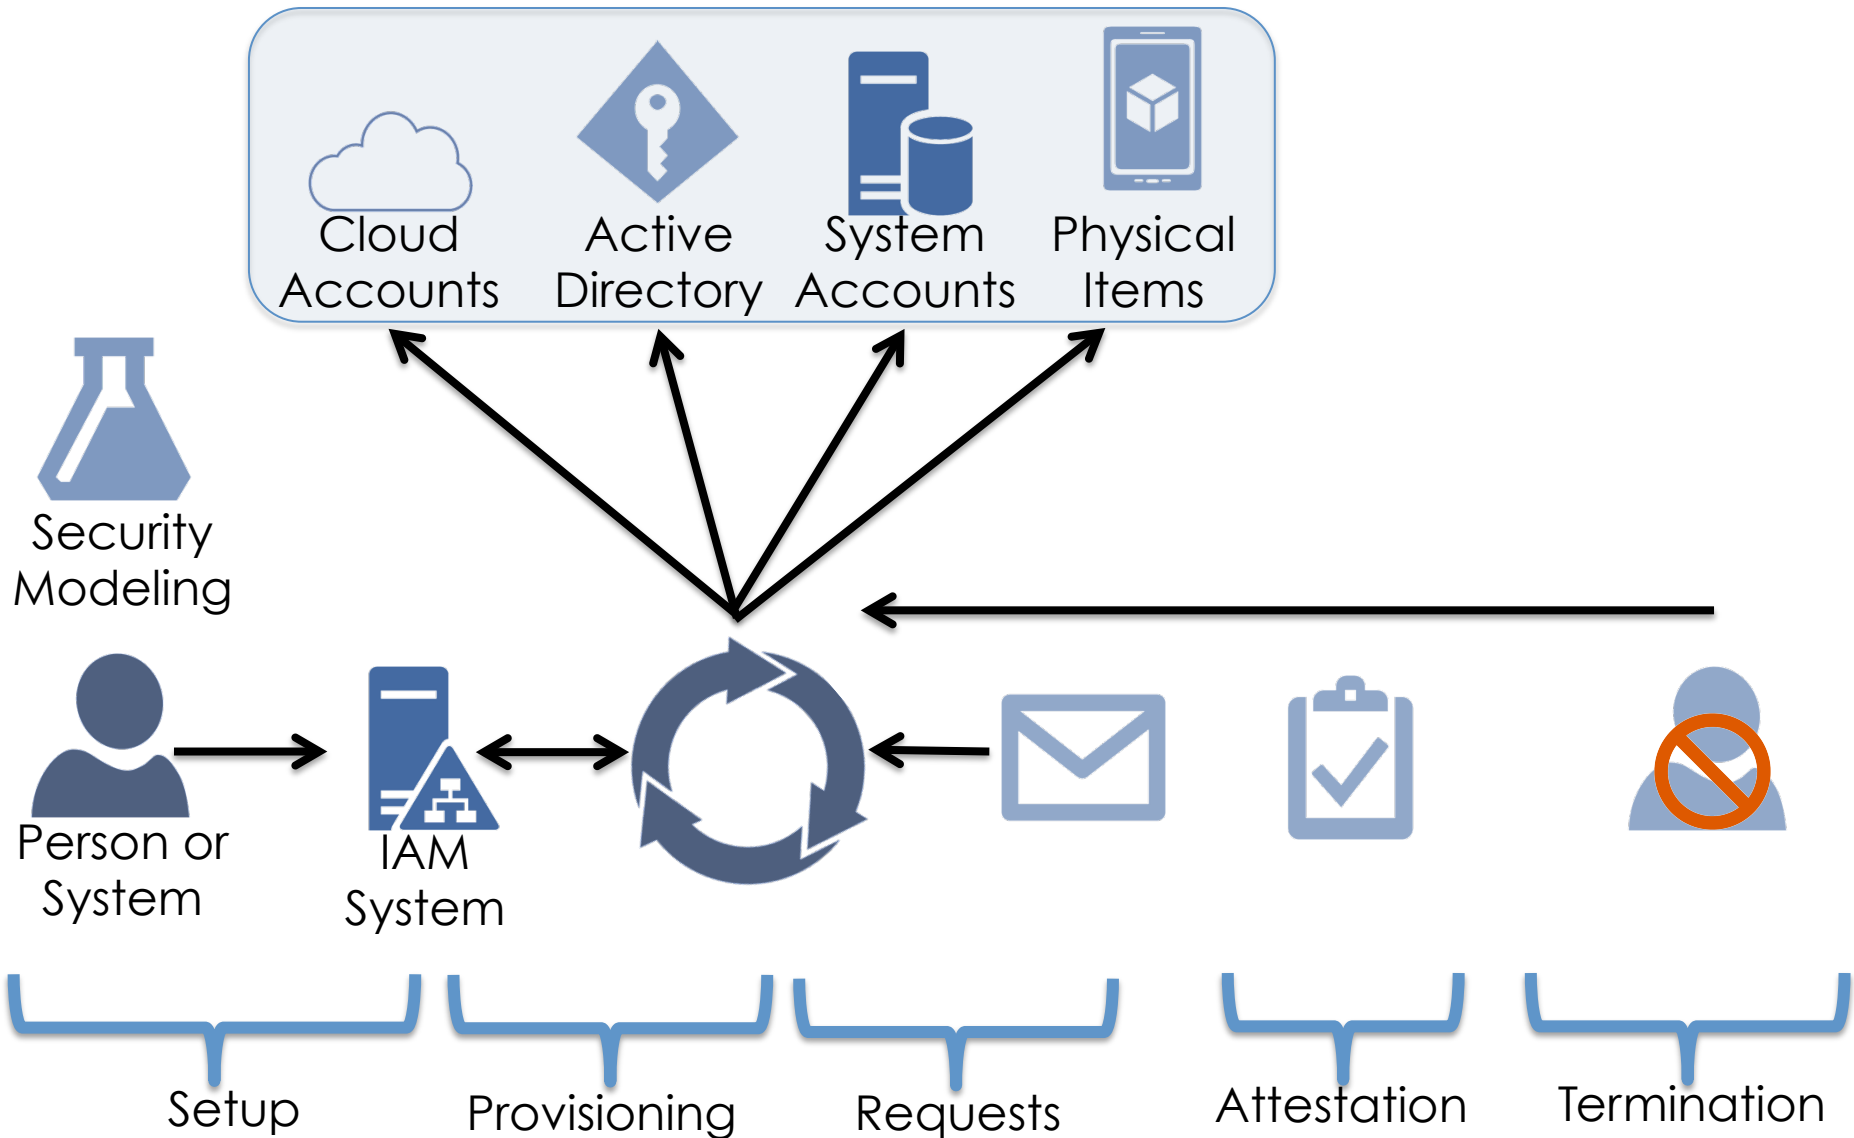 Cloud
Accounts
Active
Directory
System
Accounts
Physical
Items
Security
Modeling
Person or
System
IAM
System
Setup
Provisioning
Requests
Attestation
Termination